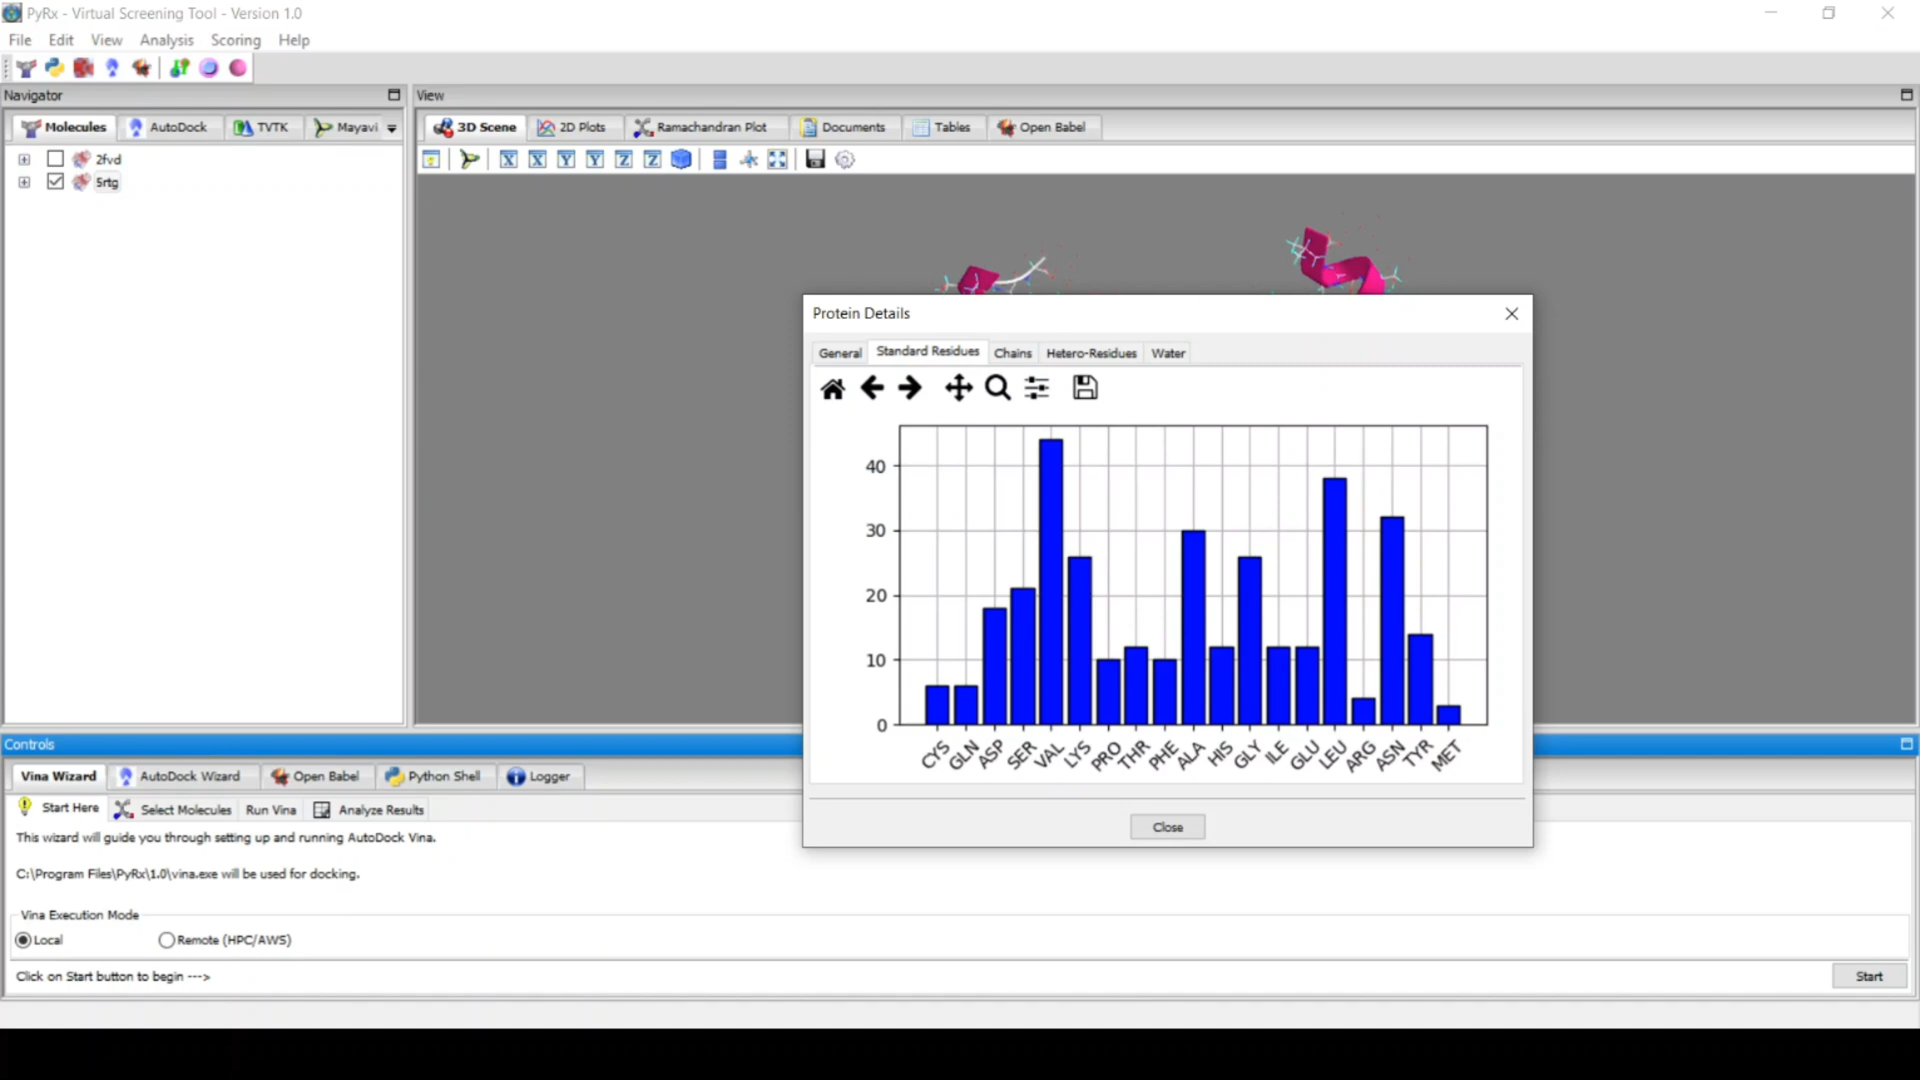 PyRx - Virtual Screening Tool - Version 1.0
File Edit View Analysis Scoring Help
Navigator
View
Molecules AutoDock TVTK Mayavi
3D Scene 2D Plots Ramachandran Plot Documents Tables Open Babel
X X Y Y Z Z
2fvd
5rtg
Protein Details
General Standard Residues Chains Hetero-Residues Water
40
30
20
10
0
CYS GLN ASP SER VAL LYS PRO THR PHE ALA HIS GLY ILE GLU LEU ARG ASN TYR MET
Close
Controls
Vina Wizard AutoDock Wizard Open Babel Python Shell Logger
Start Here Select Molecules Run Vina Analyze Results
This wizard will guide you through setting up and running AutoDock Vina.
C:\Program Files\PyRx\1.0\vina.exe will be used for docking.
Vina Execution Mode
Local Remote (HPC/AWS)
Click on Start button to begin --->
Start